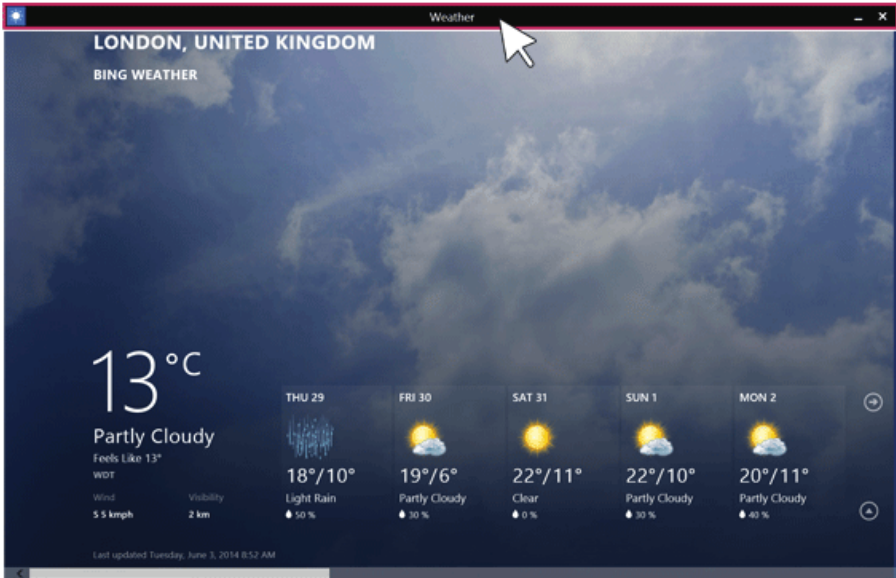 Weather
LONDON, UNITED KINGDOM
BING WEATHER
13°C
Partly Cloudy
Feels Like 13°
WDT
Wind Visibility
S 5 kmph 2 km
THU 29
18°/10°
Light Rain
50 %
FRI 30
19°/6°
Partly Cloudy
30 %
SAT 31
22°/11°
Clear
0 %
SUN 1
22°/10°
Partly Cloudy
30 %
MON 2
20°/11°
Partly Cloudy
40 %
Last updated Tuesday, June 3, 2014 8:52 AM